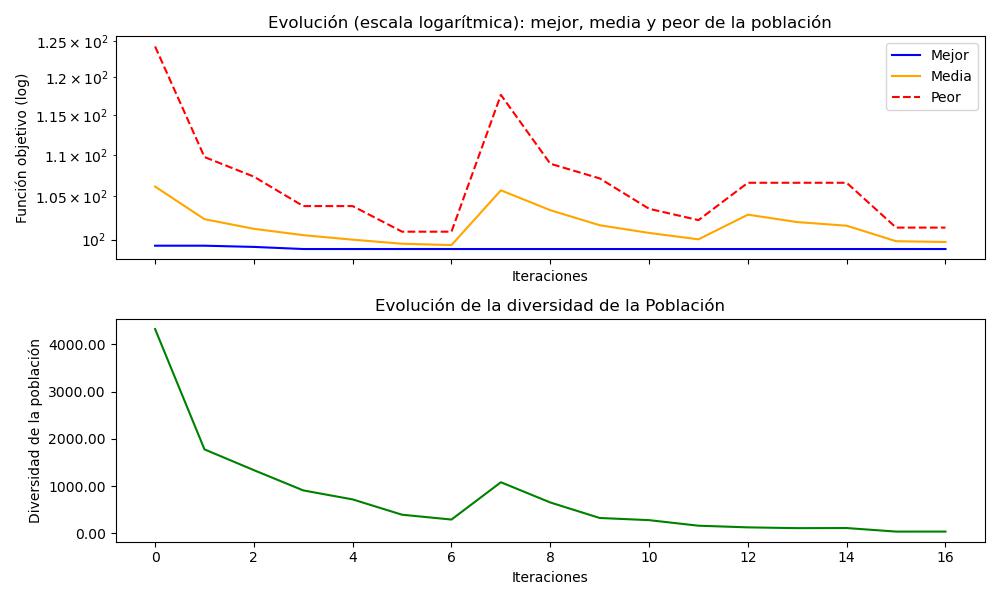 Evolución (escala logarítmica): mejor, media y peor de la población
Función objetivo (log)
1.25 × 10²
1.2 × 10²
1.15 × 10²
1.1 × 10²
1.05 × 10²
10²
Mejor
Media
Peor
Iteraciones
Evolución de la diversidad de la Población
Diversidad de la población
4000.00
3000.00
2000.00
1000.00
0.00
0 2 4 6 8 10 12 14 16
Iteraciones